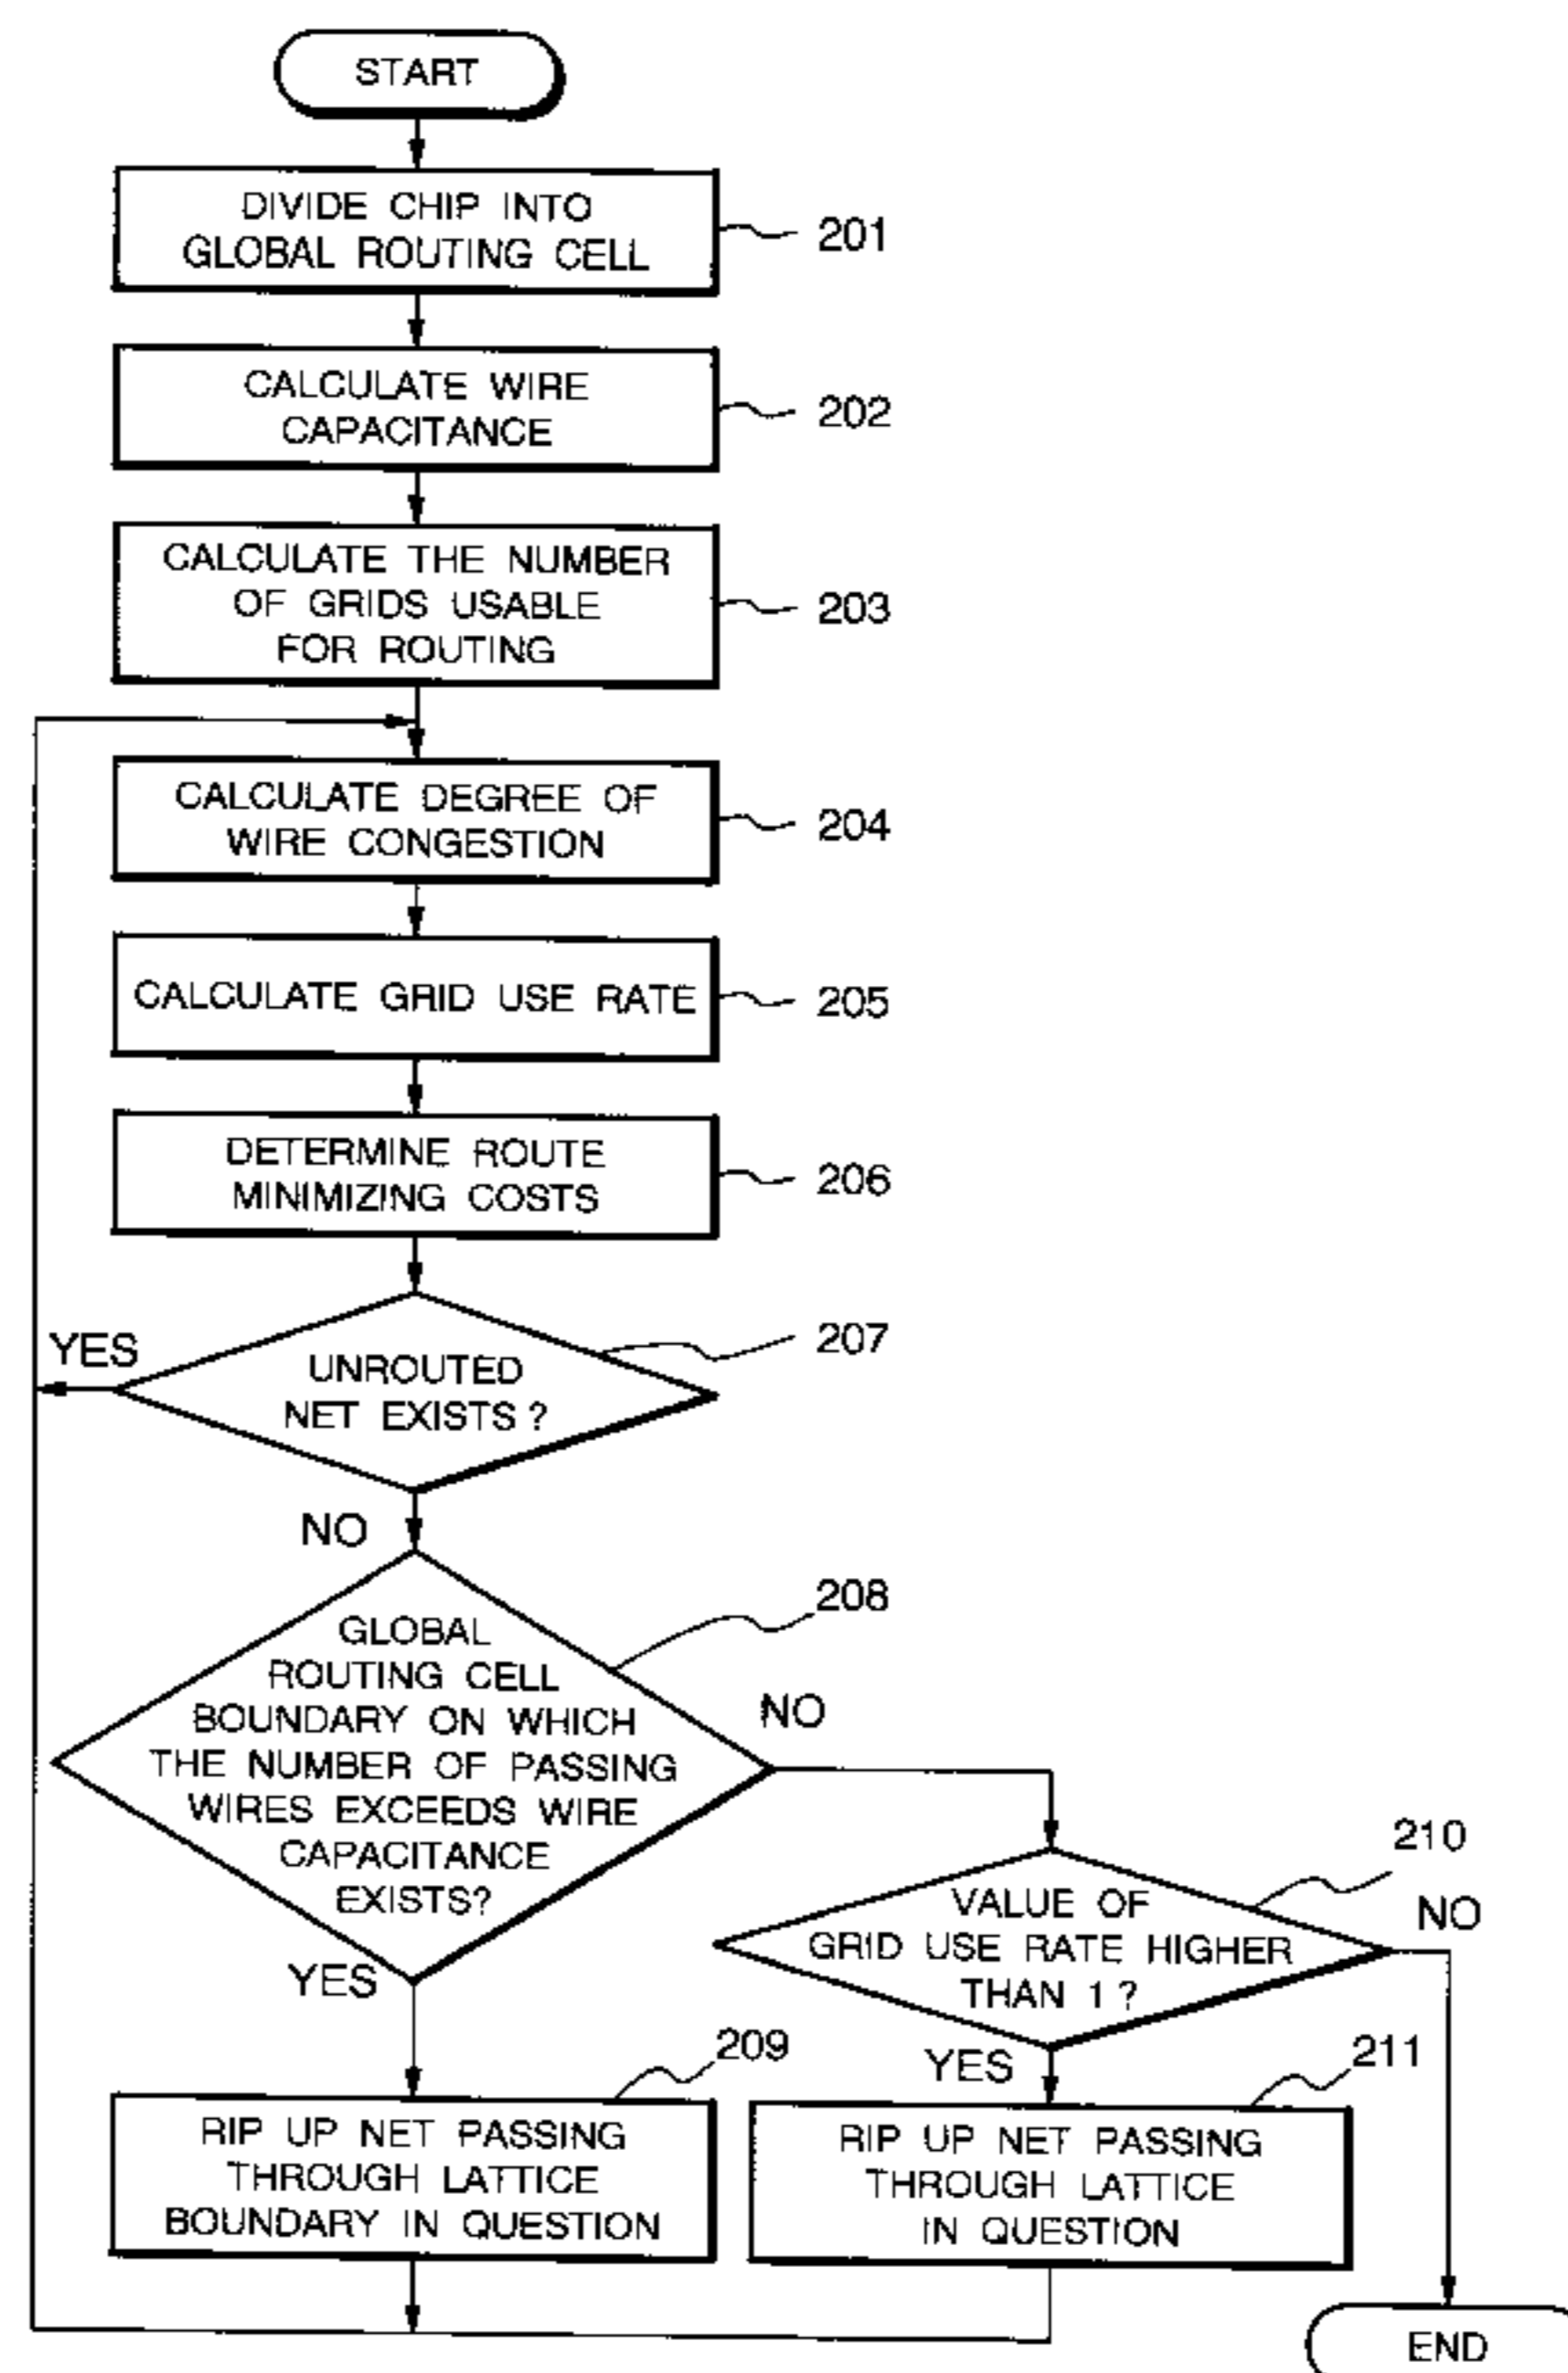 START
DIVIDE CHIP INTO
GLOBAL ROUTING CELL
201
CALCULATE WIRE
CAPACITANCE
202
CALCULATE THE NUMBER
OF GRIDS USABLE
FOR ROUTING
203
CALCULATE DEGREE OF
WIRE CONGESTION
204
CALCULATE GRID USE RATE
205
DETERMINE ROUTE
MINIMIZING COSTS
206
207
YES
UNROUTED
NET EXISTS?
NO
208
GLOBAL
ROUTING CELL
BOUNDARY ON WHICH
THE NUMBER OF PASSING
WIRES EXCEEDS WIRE
CAPACITANCE
EXISTS?
NO
YES
210
VALUE OF
GRID USE RATE HIGHER
THAN 1?
NO
YES
209
RIP UP NET PASSING
THROUGH LATTICE
BOUNDARY IN QUESTION
211
RIP UP NET PASSING
THROUGH LATTICE
IN QUESTION
END